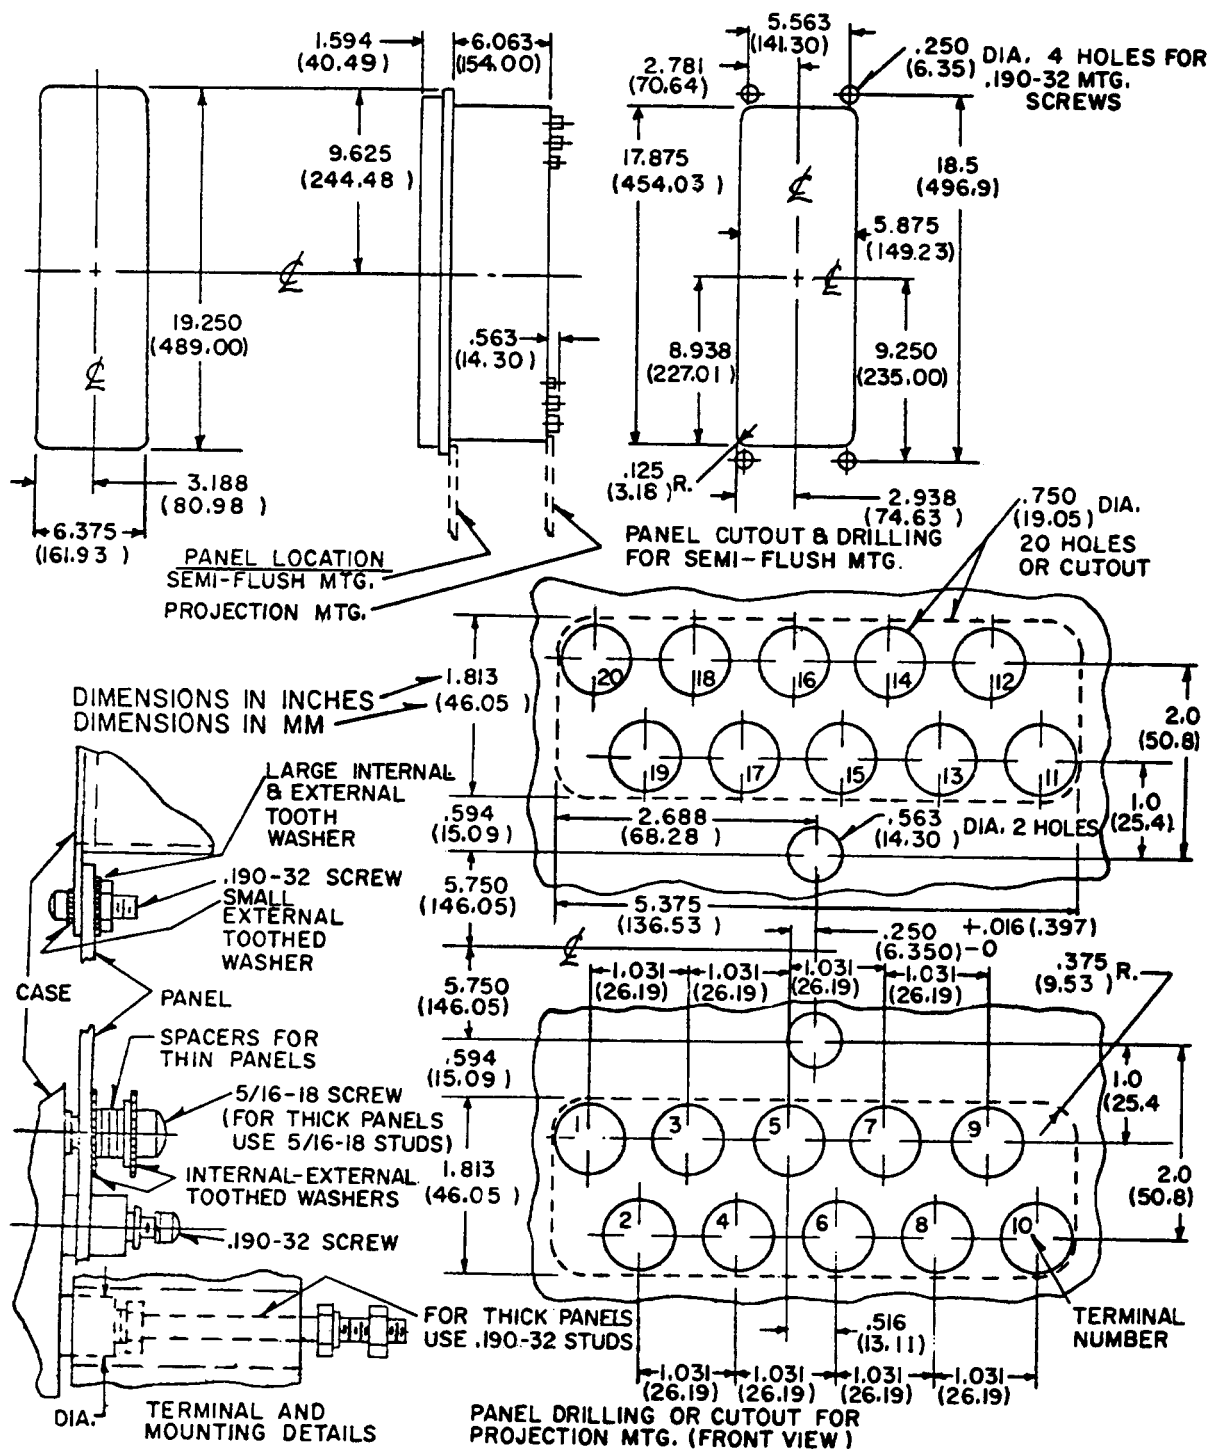 1.594
(40.49)
6.063
(154.00)
5.563
(141.30)
2.781
(70.64)
.250
(6.35)
DIA. 4 HOLES FOR
.190-32 MTG.
SCREWS
9.625
(244.48 )
17.875
(454.03 )
18.5
(496.9)
℄
5.875
(149.23)
℄
℄
19.250
(489.00)
.563
(14.30)
8.938
(227.01)
9.250
(235.00)
℄
3.188
(80.98 )
6.375
(161.93 )
.125
(3.18) R.
2.938
(74.63)
.750
(19.05) DIA.
20 HOLES
OR CUTOUT
PANEL LOCATION
SEMI-FLUSH MTG.
PROJECTION MTG.
PANEL CUTOUT & DRILLING
FOR SEMI-FLUSH MTG.
DIMENSIONS IN INCHES
DIMENSIONS IN MM
1.813
(46.05 )
20 18 16 14 12
19 17 15 13 11
2.0
(50.8)
1.0
(25.4)
.594
(15.09)
2.688
(68.28)
.563
(14.30 ) DIA. 2 HOLES
5.750
(146.05)
5.375
(136.53)
.250
(6.350)
+.016(.397)
-0
℄
LARGE INTERNAL
& EXTERNAL
TOOTH
WASHER
.190-32 SCREW
SMALL
EXTERNAL
TOOTHED
WASHER
CASE
PANEL
SPACERS FOR
THIN PANELS
5/16-18 SCREW
(FOR THICK PANELS
USE 5/16-18 STUDS)
INTERNAL-EXTERNAL
TOOTHED WASHERS
.190-32 SCREW
FOR THICK PANELS
USE .190-32 STUDS
DIA.
TERMINAL AND
MOUNTING DETAILS
5.750
(146.05)
1.031
(26.19)
1.031
(26.19)
1.031
(26.19)
1.031
(26.19)
.375
(9.53 ) R.
.594
(15.09 )
1.0
(25.4
1 3 5 7 9
1.813
(46.05 )
2.0
(50.8)
2 4 6 8 10
.516
(13.11)
TERMINAL
NUMBER
1.031
(26.19)
1.031
(26.19)
1.031
(26.19)
1.031
(26.19)
PANEL DRILLING OR CUTOUT FOR
PROJECTION MTG. (FRONT VIEW)